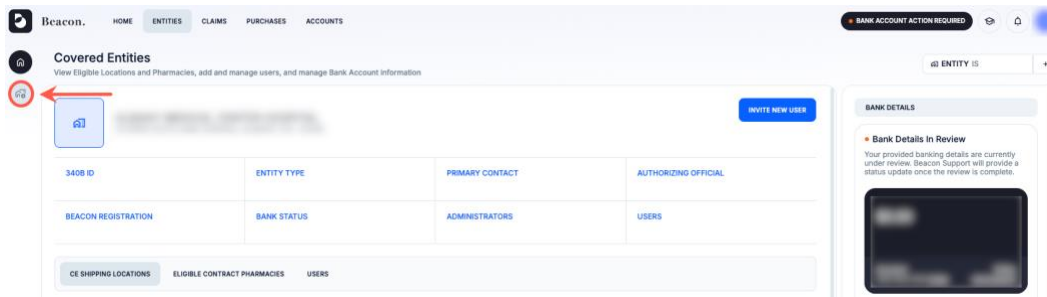 Beacon. HOME ENTITIES CLAIMS PURCHASES ACCOUNTS BANK ACCOUNT ACTION REQUIRED
Covered Entities
View Eligible Locations and Pharmacies, add and manage users, and manage Bank Account Information
ENTITY IS
INVITE NEW USER
340B ID ENTITY TYPE PRIMARY CONTACT AUTHORIZING OFFICIAL
BEACON REGISTRATION BANK STATUS ADMINISTRATORS USERS
CE SHIPPING LOCATIONS ELIGIBLE CONTRACT PHARMACIES USERS
BANK DETAILS
Bank Details In Review
Your provided banking details are currently
under review. Beacon Support will provide a
status update once the review is complete.